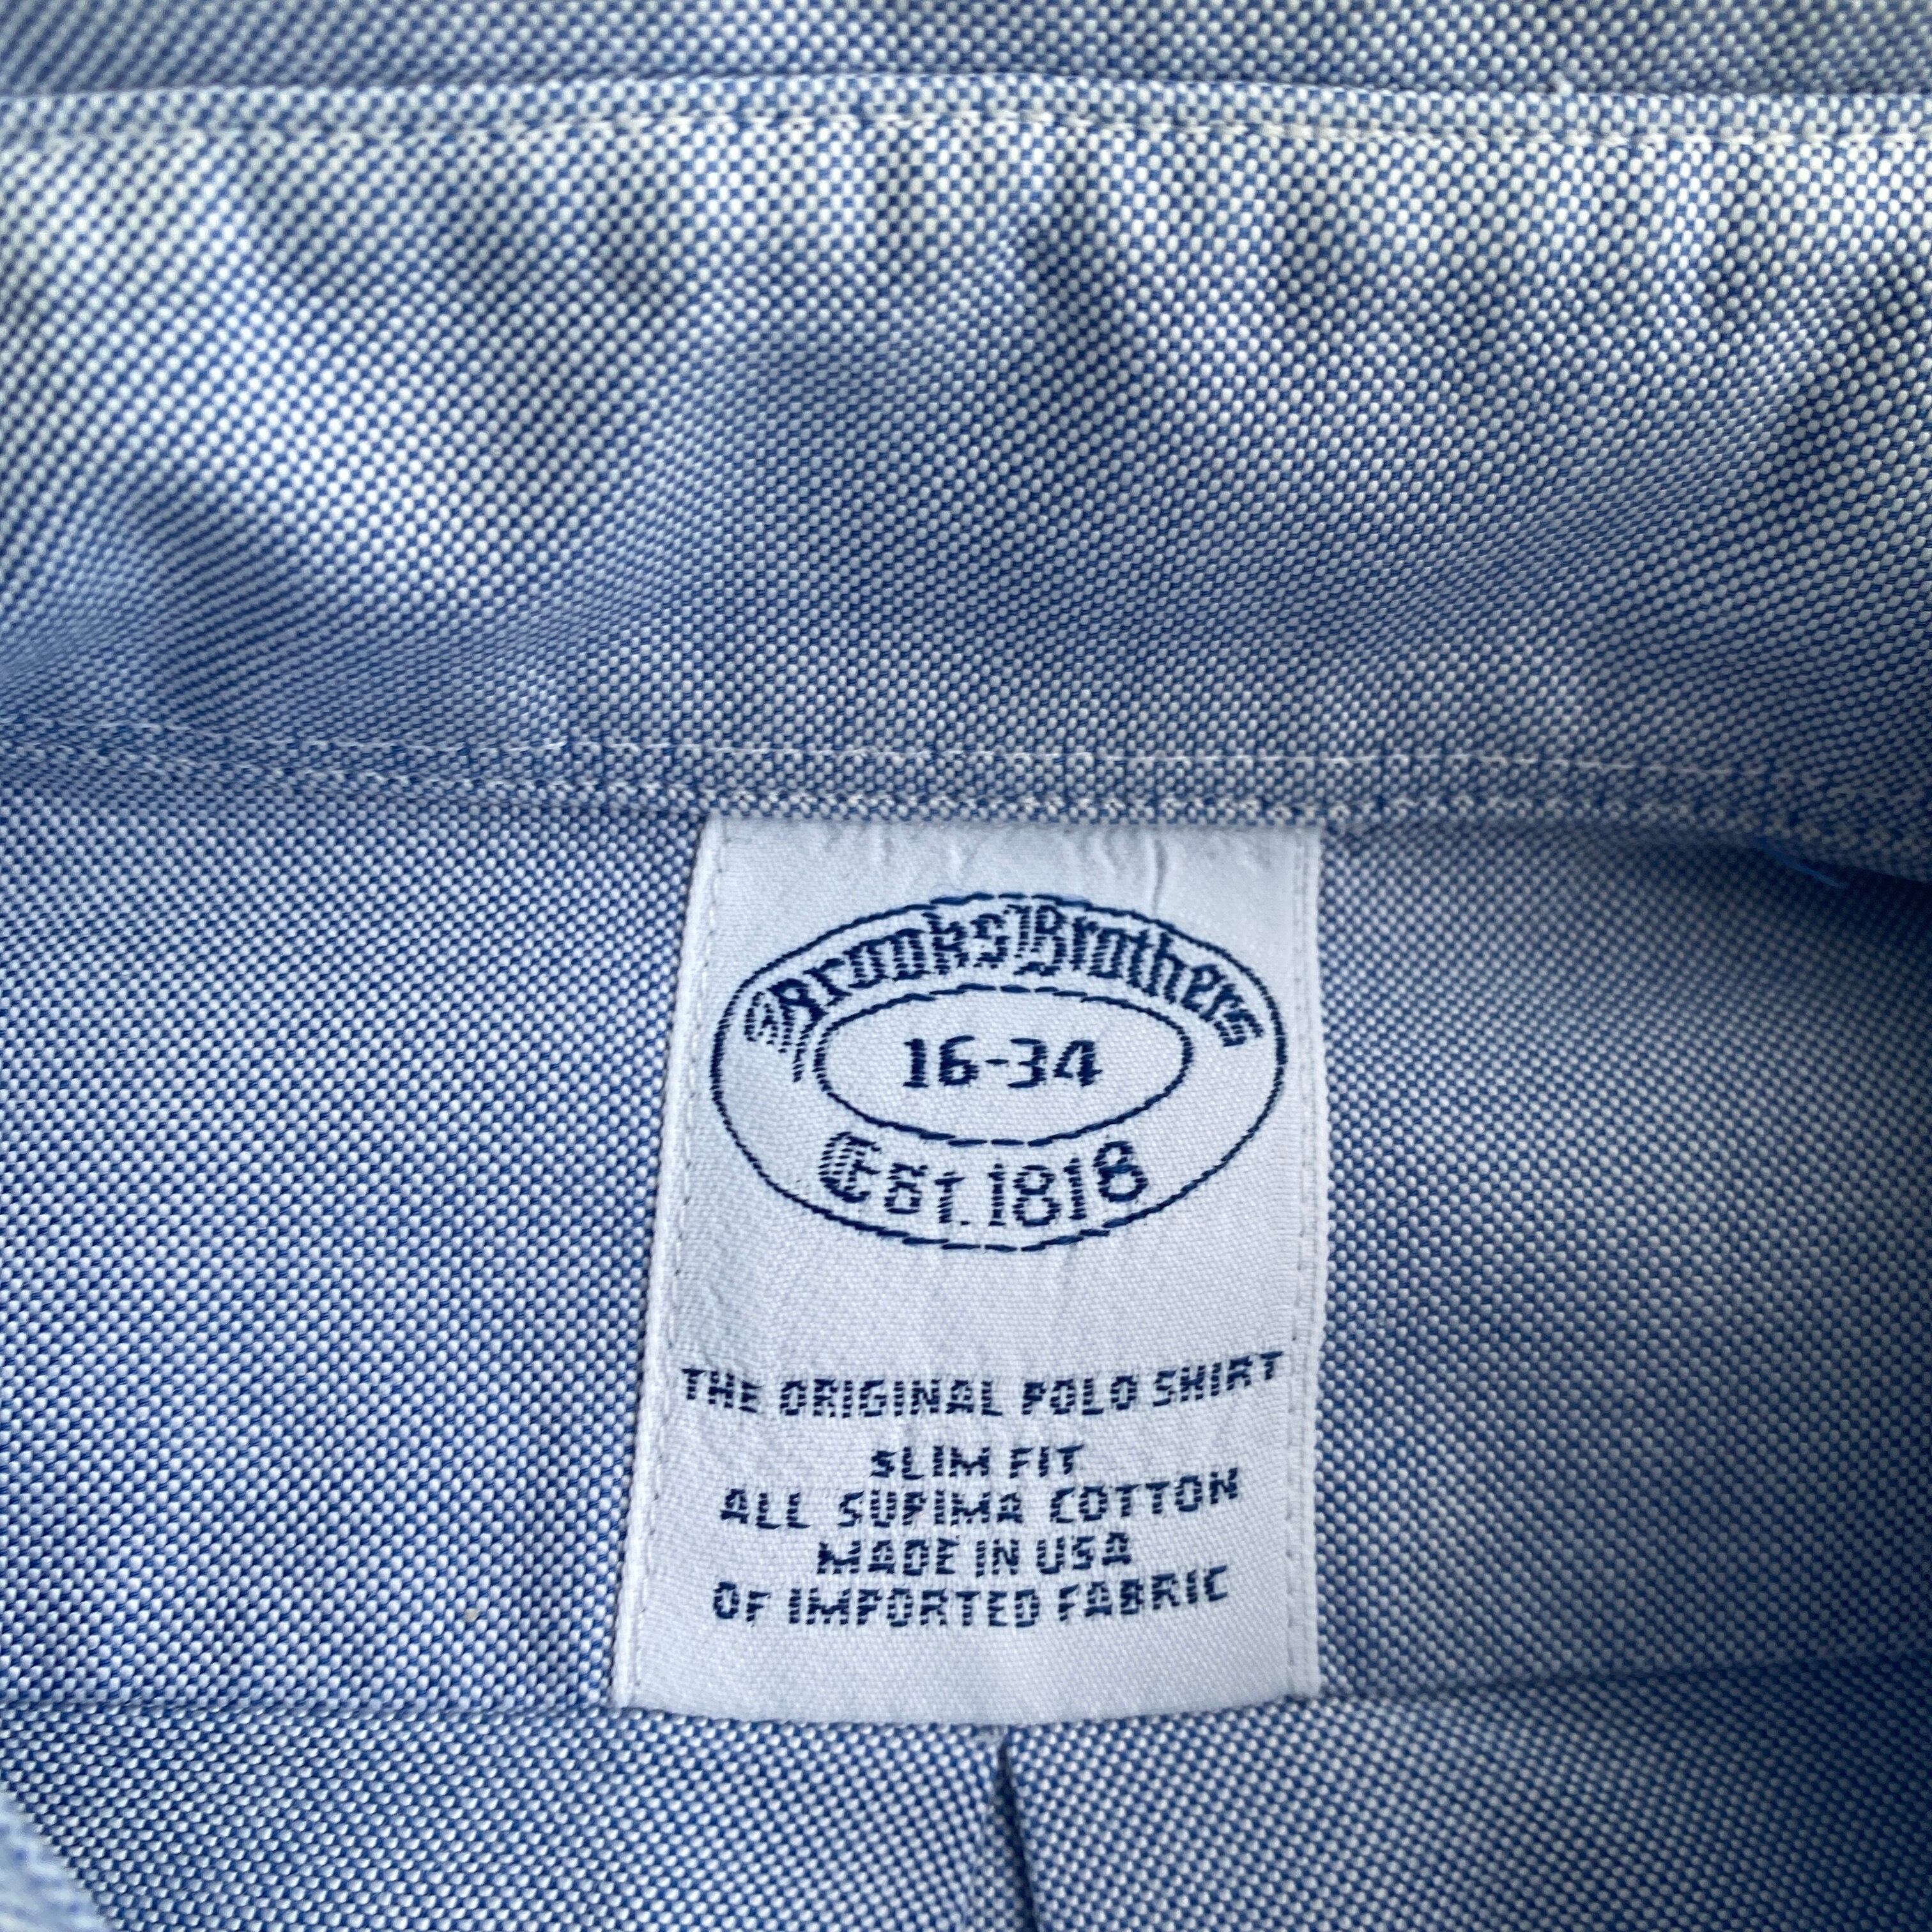 Brooks Brothers
16-34
Est. 1818
THE ORIGINAL POLO SHIRT
SLIM FIT
ALL SUPIMA COTTON
MADE IN USA
OF IMPORTED FABRIC